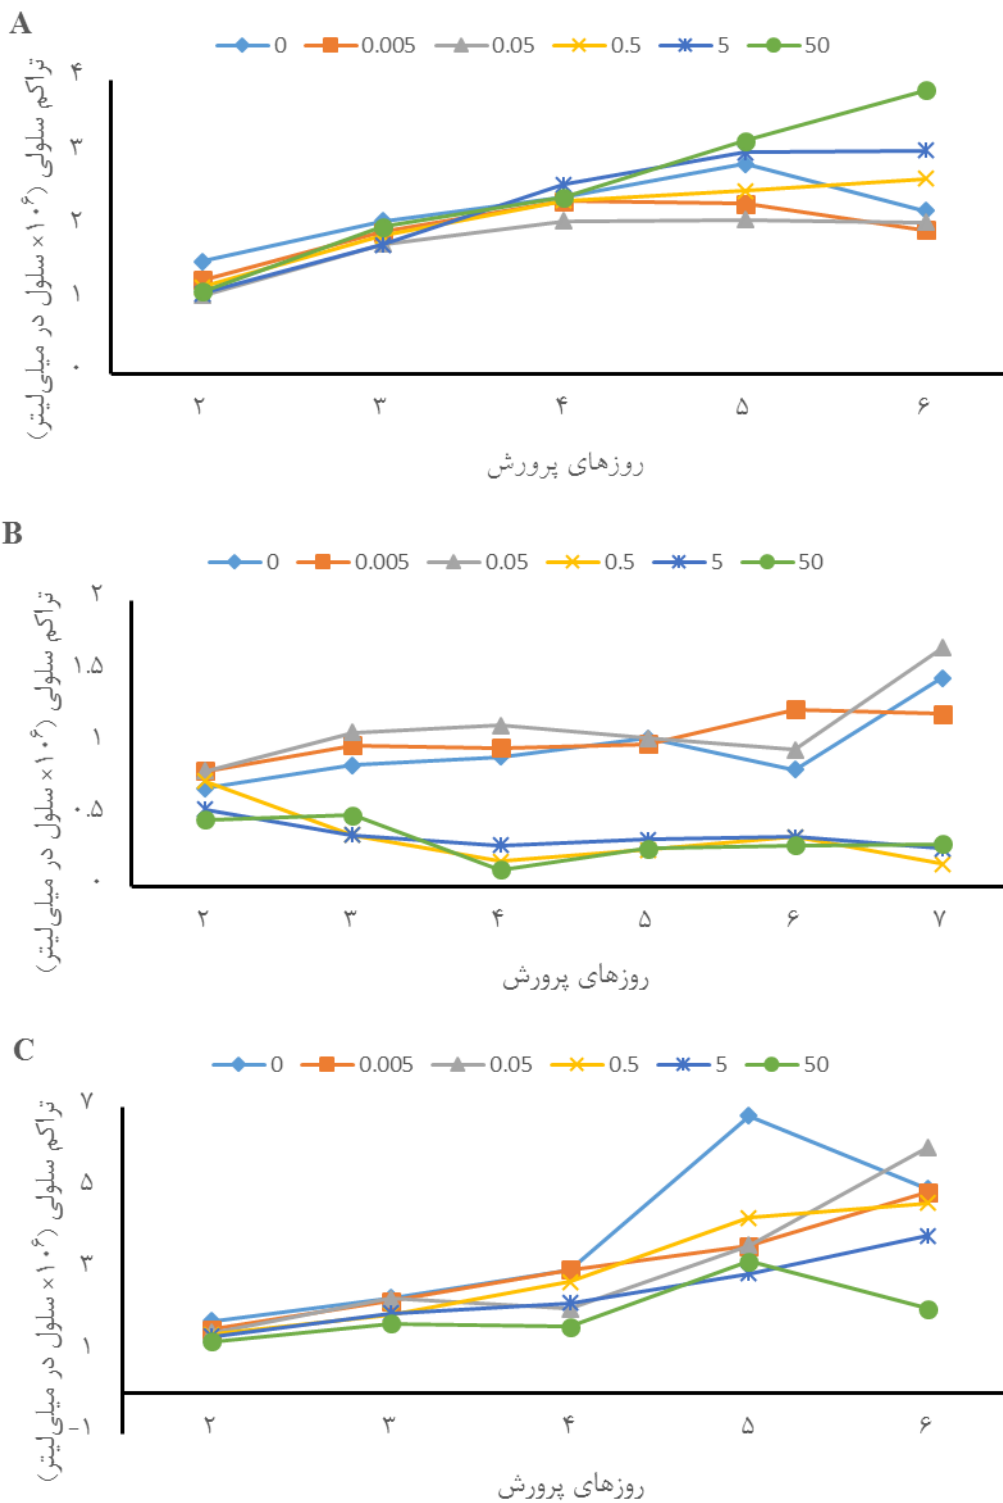 A
0 0.005 0.05 0.5 5 50
تراکم سلولی (۱۰۶× سلول در میلی‌لیتر)
۴
۳
۲
۱
۰
۲ ۳ ۴ ۵ ۶
روزهای پرورش
B
0 0.005 0.05 0.5 5 50
تراکم سلولی (۱۰۶× سلول در میلی‌لیتر)
۲
۱.۵
۱
۰.۵
۰
۲ ۳ ۴ ۵ ۶ ۷
روزهای پرورش
C
0 0.005 0.05 0.5 5 50
تراکم سلولی (۱۰۶× سلول در میلی‌لیتر)
۷
۵
۳
۱
-۱
۲ ۳ ۴ ۵ ۶
روزهای پرورش